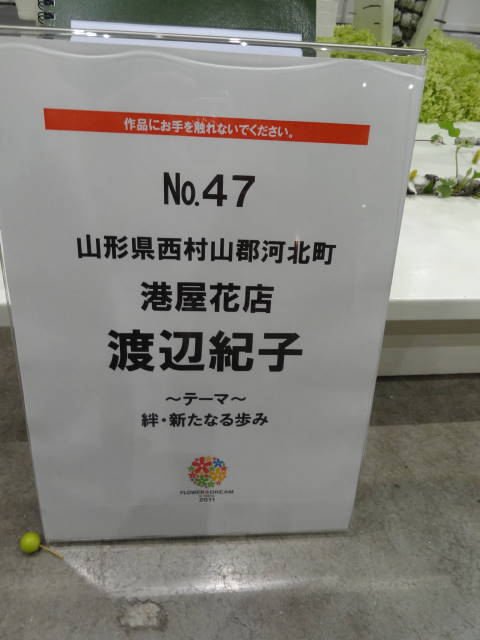 作品にお手を触れないでください。
No.47
山形県西村山郡河北町
港屋花店
渡辺紀子
～テーマ～
絆・新たなる歩み
FLOWER&DREAM
2011